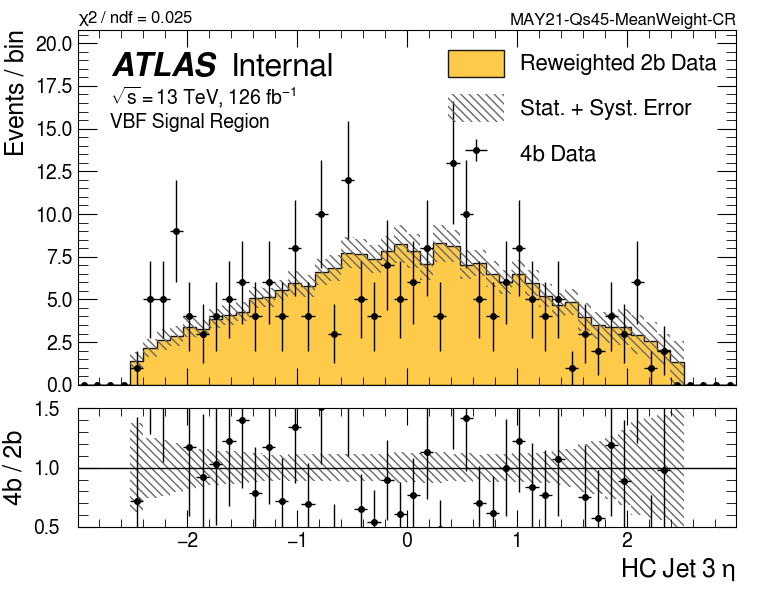 χ2 / ndf = 0.025
MAY21-Qs45-MeanWeight-CR
Events / bin
20.0
17.5
15.0
12.5
10.0
7.5
5.0
2.5
0.0
ATLAS Internal
√s = 13 TeV, 126 fb⁻¹
VBF Signal Region
Reweighted 2b Data
Stat. + Syst. Error
4b Data
4b / 2b
1.5
1.0
0.5
−2
−1
0
1
2
HC Jet 3 η